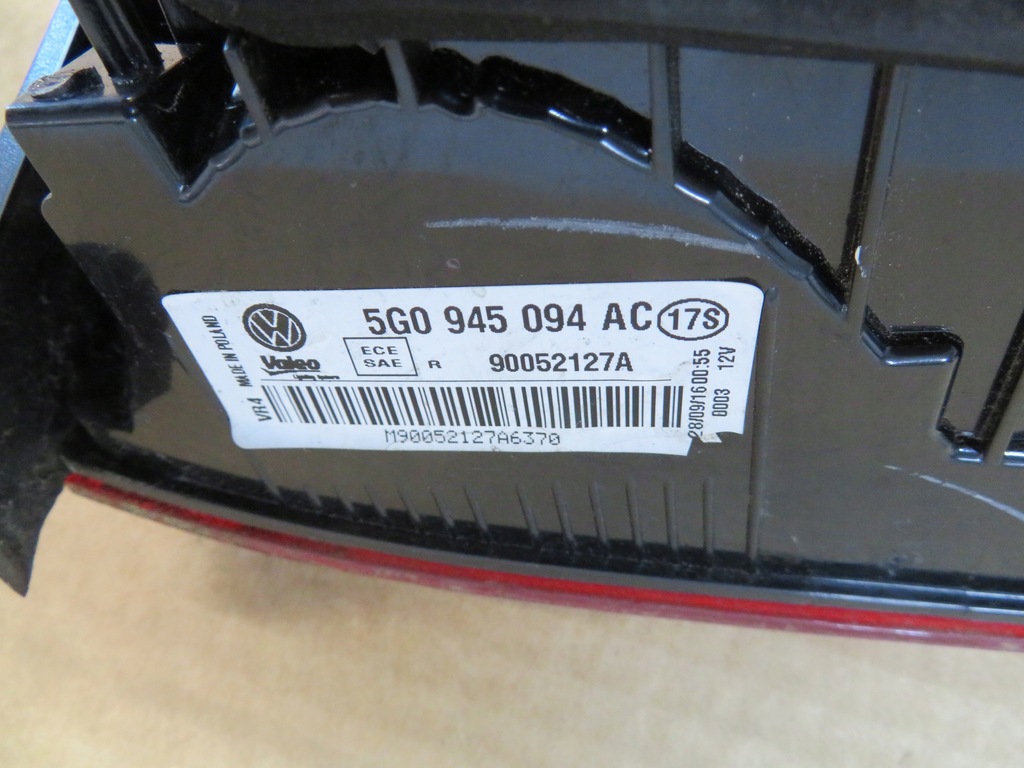 MADE IN POLAND
5G0 945 094 AC 17S
Valeo
ECE
SAE
R
90052127A
VR4
M90052127A6370
28/09/16 00:55
0003 12V